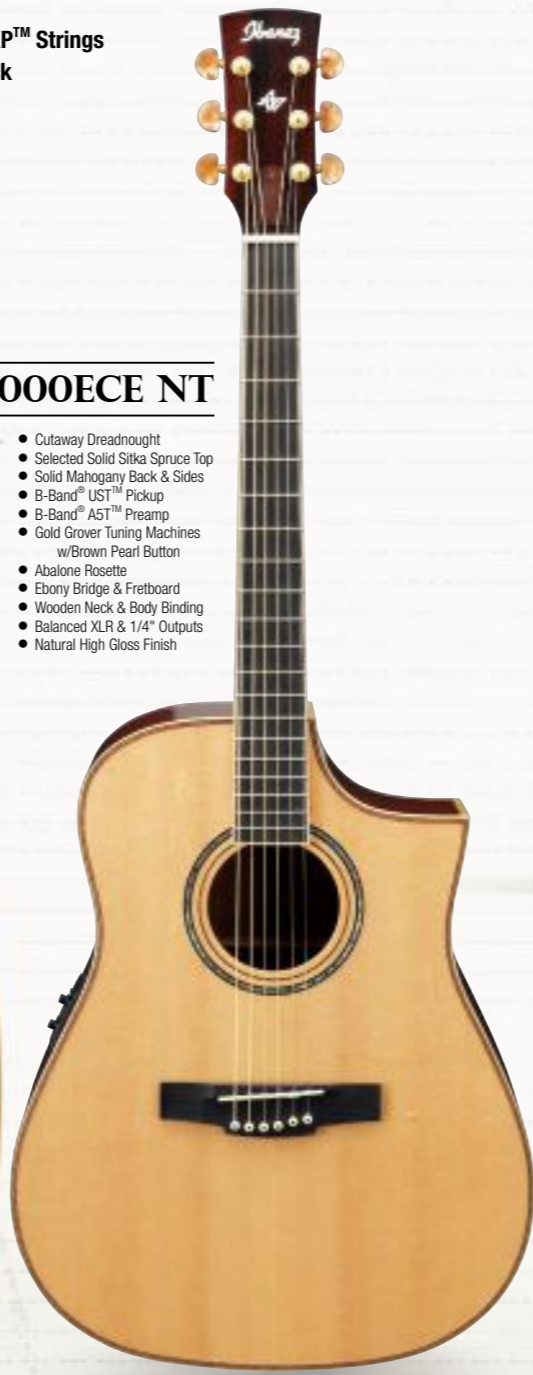 P™ Strings
k
Ibanez
000ECE NT
● Cutaway Dreadnought
● Selected Solid Sitka Spruce Top
● Solid Mahogany Back & Sides
● B-Band® UST™ Pickup
● B-Band® A5T™ Preamp
● Gold Grover Tuning Machines
w/Brown Pearl Button
● Abalone Rosette
● Ebony Bridge & Fretboard
● Wooden Neck & Body Binding
● Balanced XLR & 1/4" Outputs
● Natural High Gloss Finish